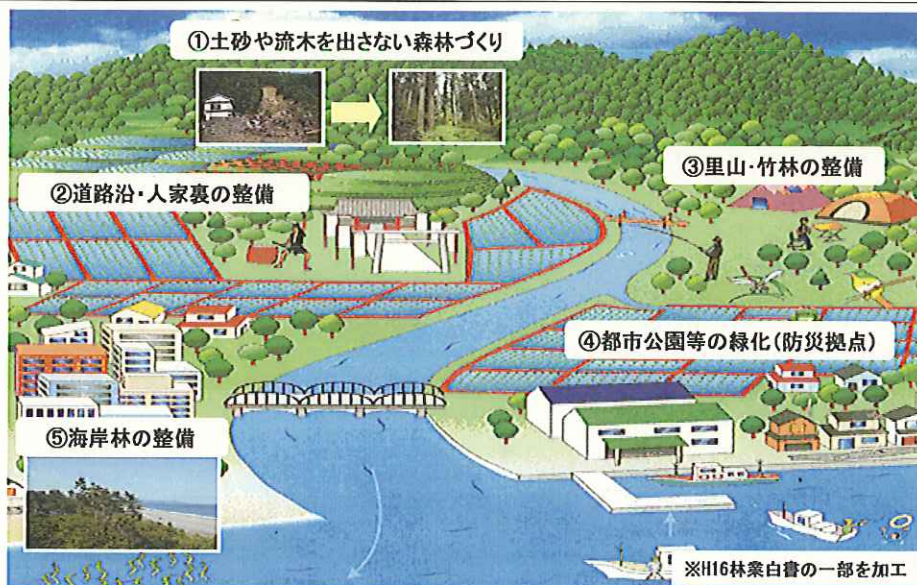 ①土砂や流木を出さない森林づくり
②道路沿・人家裏の整備
③里山・竹林の整備
④都市公園等の緑化(防災拠点)
⑤海岸林の整備
※H16林業白書の一部を加工